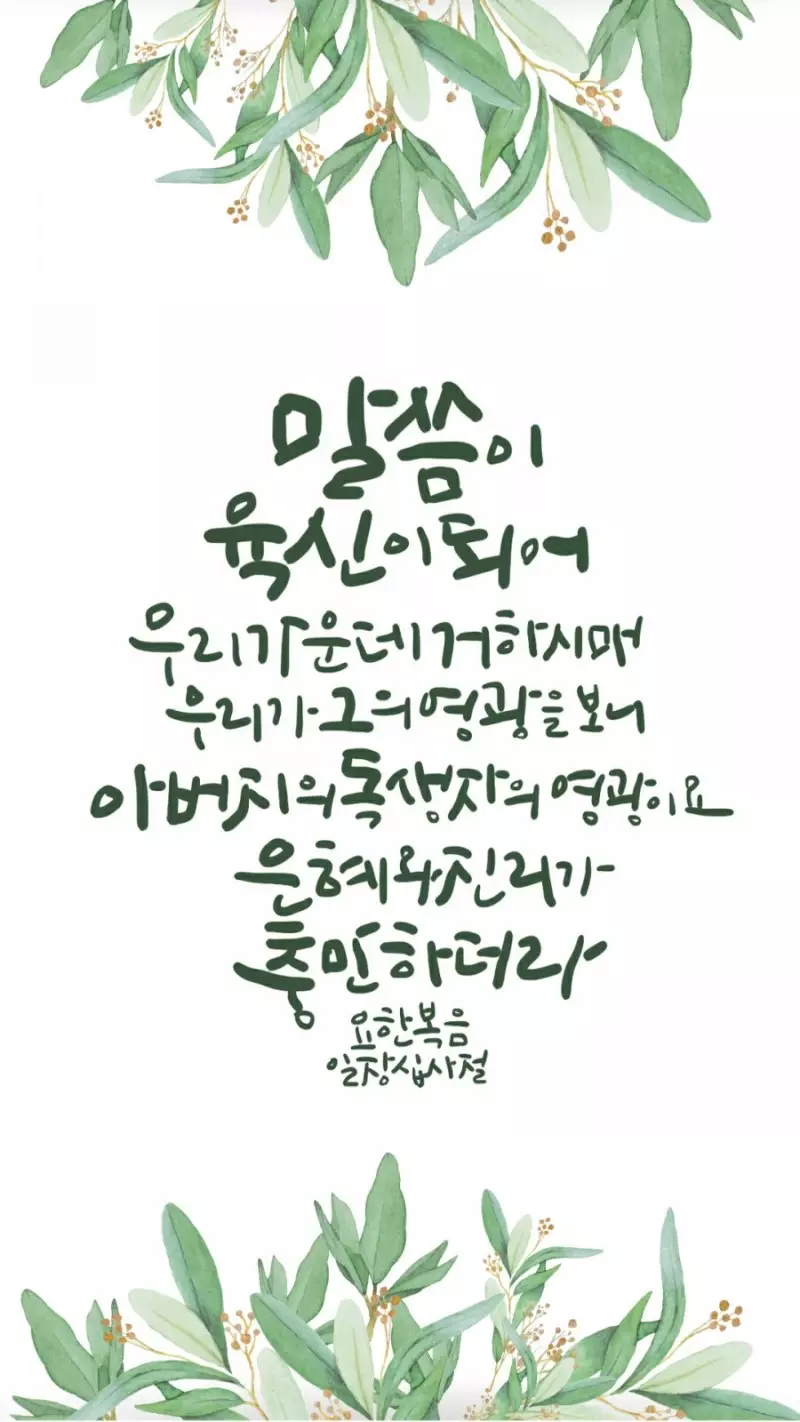 말씀이
육신이 되어
우리 가운데 거하시매
우리가 그의 영광을 보니
아버지의 독생자의 영광이요
은혜와 진리가
충만하더라
요한복음
일장십사절